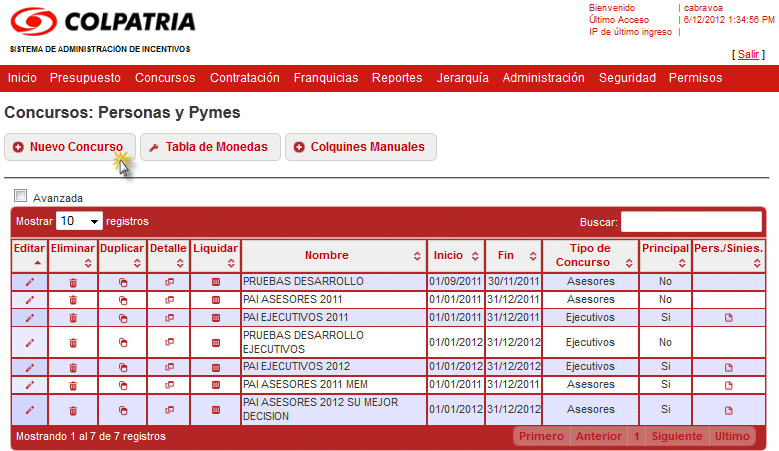 COLPATRIA
SISTEMA DE ADMINISTRACIÓN DE INCENTIVOS
Bienvenido | cabravoa
Último Acceso | 6/12/2012 1:34:56 PM
IP de último ingreso |
[ Salir ]
Inicio Presupuesto Concursos Contratación Franquicias Reportes Jerarquía Administración Seguridad Permisos
Concursos: Personas y Pymes
Nuevo Concurso Tabla de Monedas Colquines Manuales
Avanzada
Mostrar 10 registros Buscar:
Editar Eliminar Duplicar Detalle Liquidar Nombre Inicio Fin Tipo de Concurso Principal Pers./Sinies.
PRUEBAS DESARROLLO 01/09/2011 30/11/2011 Asesores No
PAI ASESORES 2011 01/01/2011 31/12/2011 Asesores No
PAI EJECUTIVOS 2011 01/01/2011 31/12/2011 Ejecutivos Si
PRUEBAS DESARROLLO EJECUTIVOS 01/01/2012 31/12/2012 Ejecutivos No
PAI EJECUTIVOS 2012 01/01/2012 31/12/2012 Ejecutivos Si
PAI ASESORES 2011 MEM 01/01/2011 31/12/2011 Asesores Si
PAI ASESORES 2012 SU MEJOR DECISION 01/01/2012 31/12/2012 Asesores Si
Mostrando 1 al 7 de 7 registros Primero Anterior 1 Siguiente Ultimo